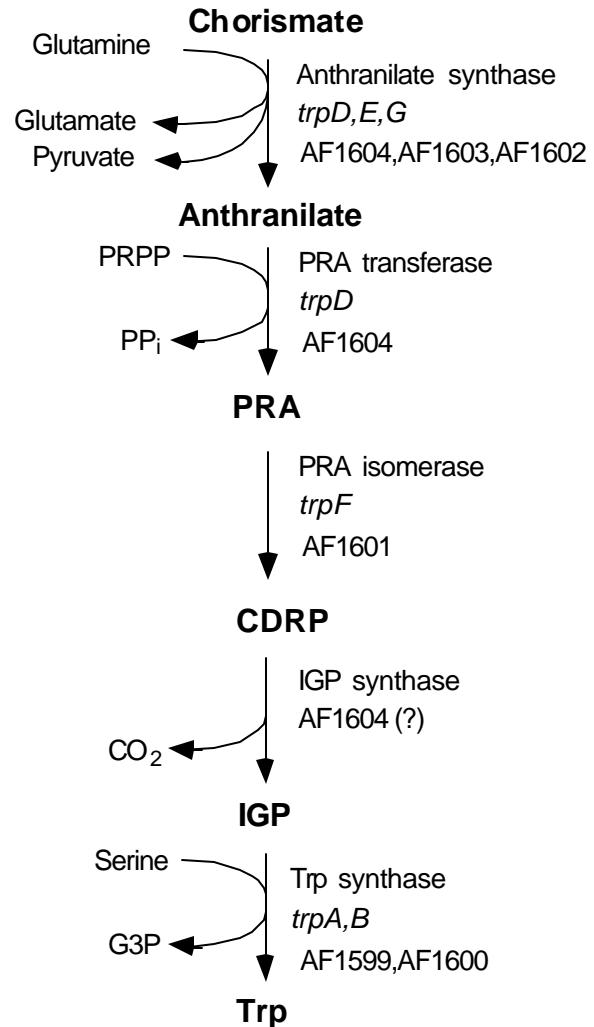 Chorismate
Glutamine
Anthranilate synthase
trpD,E,G
Glutamate
AF1604,AF1603,AF1602
Pyruvate
Anthranilate
PRPP
PRA transferase
trpD
PPi
AF1604
PRA
PRA isomerase
trpF
AF1601
CDRP
IGP synthase
AF1604 (?)
CO2
IGP
Serine
Trp synthase
trpA,B
G3P
AF1599,AF1600
Trp